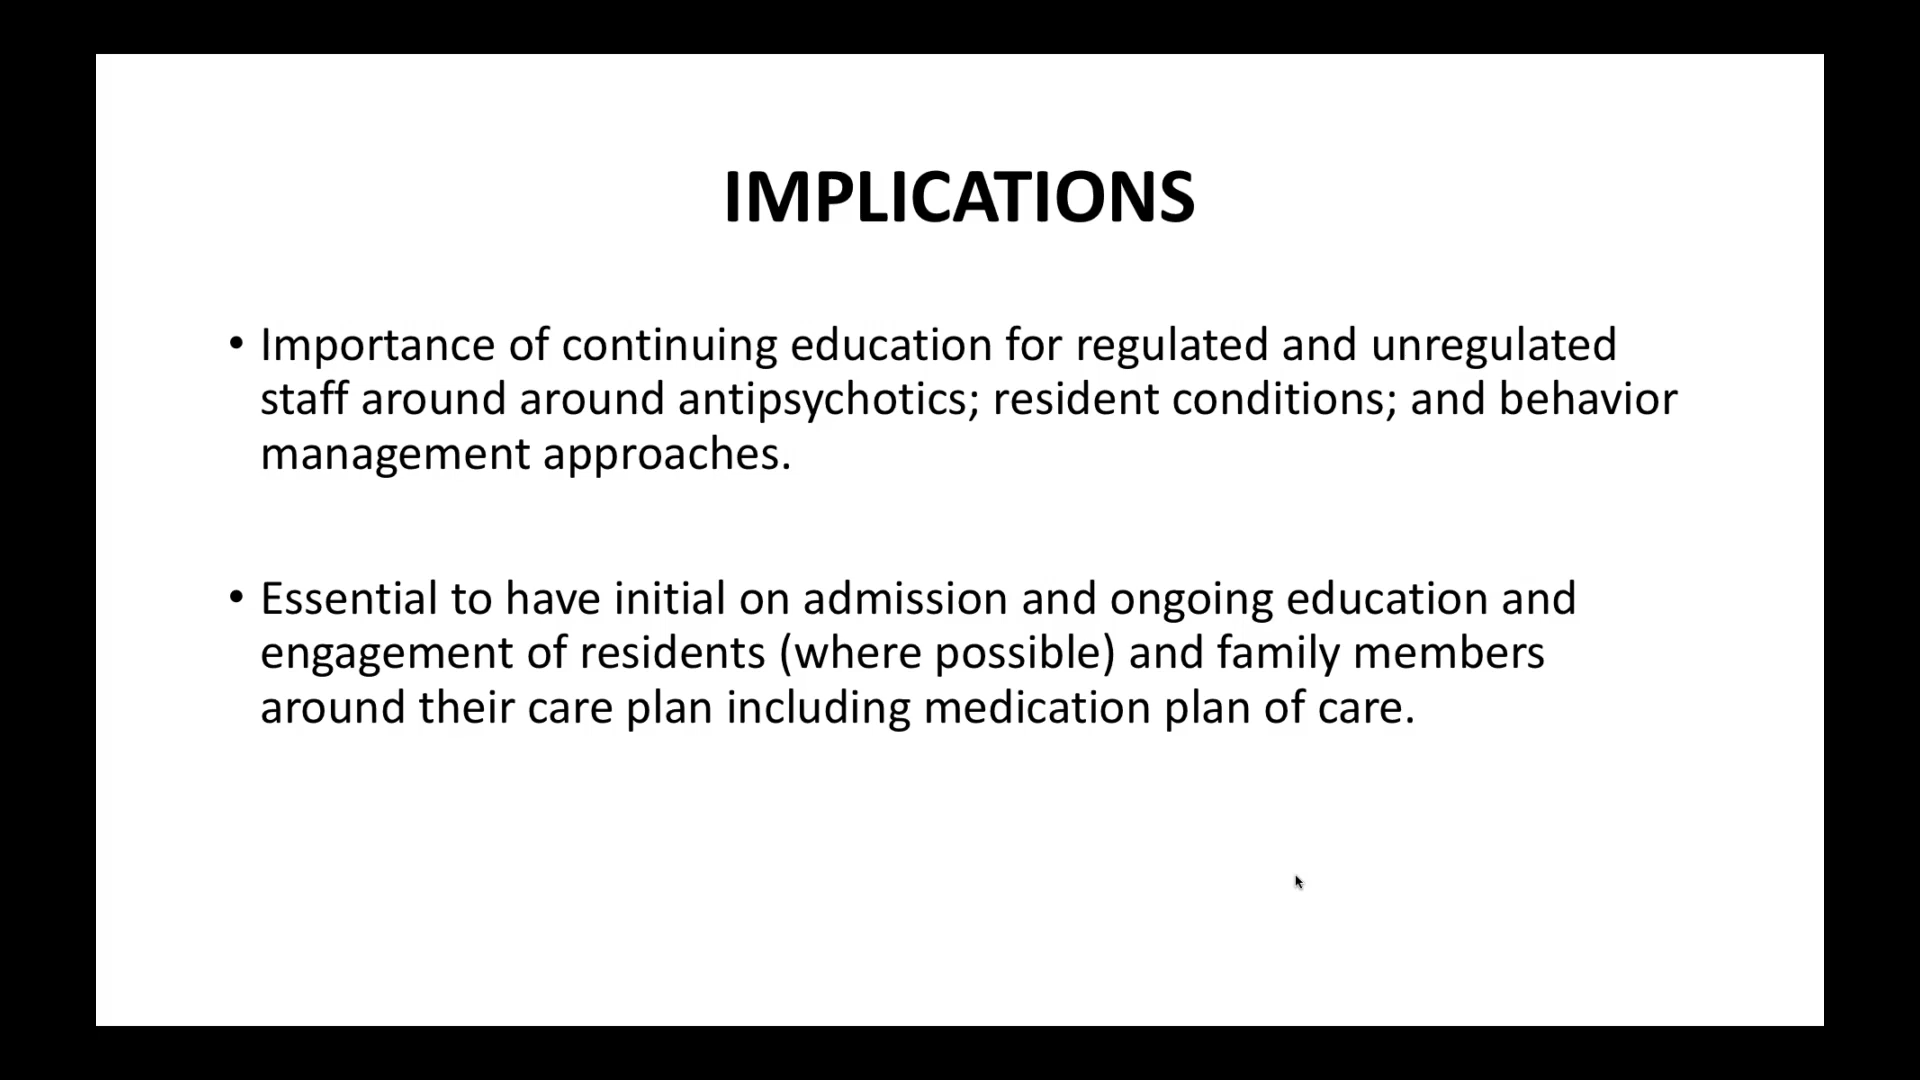 IMPLICATIONS
• Importance of continuing education for regulated and unregulated
staff around around antipsychotics; resident conditions; and behavior
management approaches.
• Essential to have initial on admission and ongoing education and
engagement of residents (where possible) and family members
around their care plan including medication plan of care.